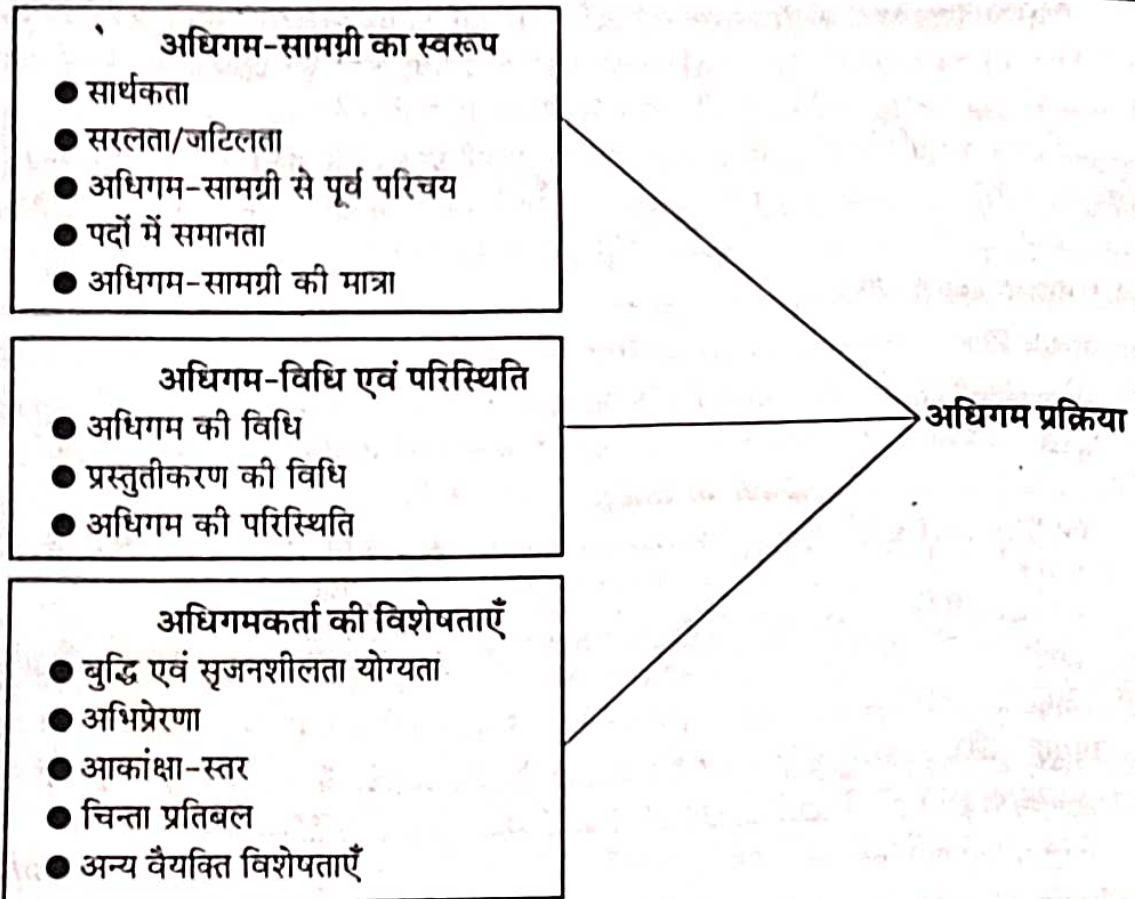 अधिगम-सामग्री का स्वरूप
● सार्थकता
● सरलता/जटिलता
● अधिगम-सामग्री से पूर्व परिचय
● पदों में समानता
● अधिगम-सामग्री की मात्रा
अधिगम-विधि एवं परिस्थिति
● अधिगम की विधि
● प्रस्तुतीकरण की विधि
● अधिगम की परिस्थिति
अधिगमकर्ता की विशेषताएँ
● बुद्धि एवं सृजनशीलता योग्यता
● अभिप्रेरणा
● आकांक्षा-स्तर
● चिन्ता प्रतिबल
● अन्य वैयक्ति विशेषताएँ
अधिगम प्रक्रिया